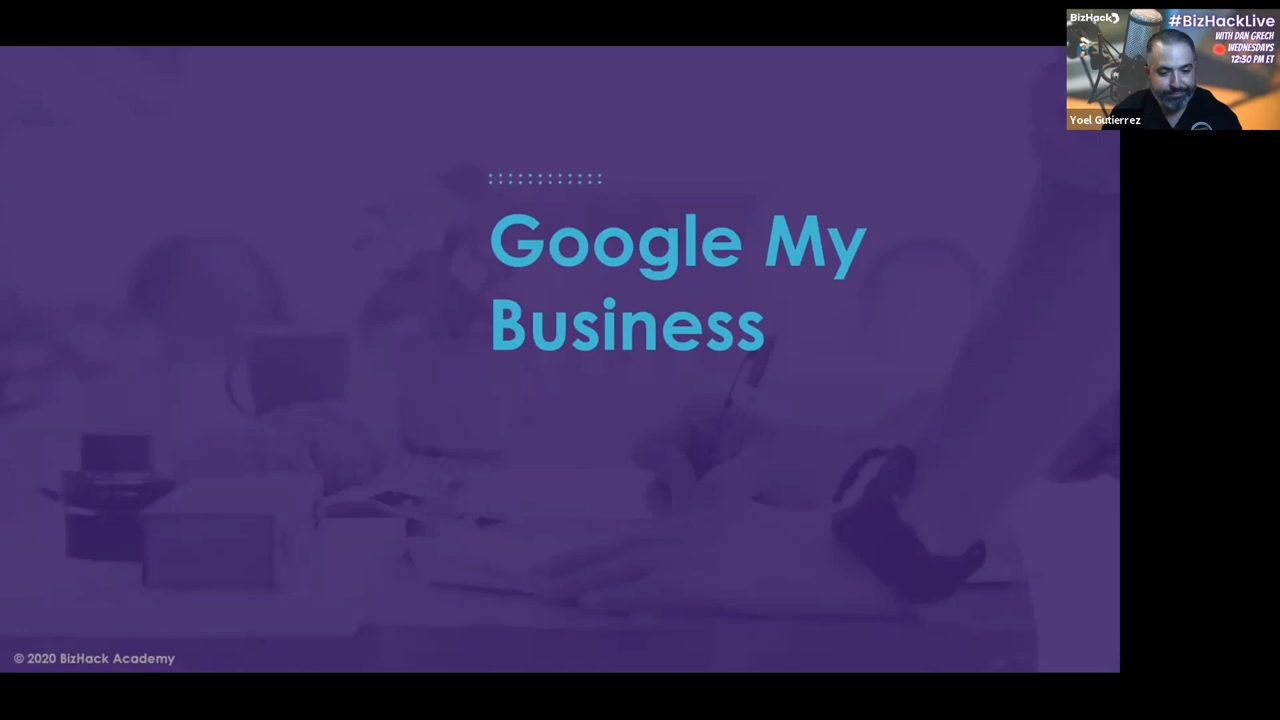 BizHack
#BizHackLive
WITH DAN GRECH
WEDNESDAYS
12:30 PM ET
Yoel Gutierrez
Google My
Business
© 2020 BizHack Academy